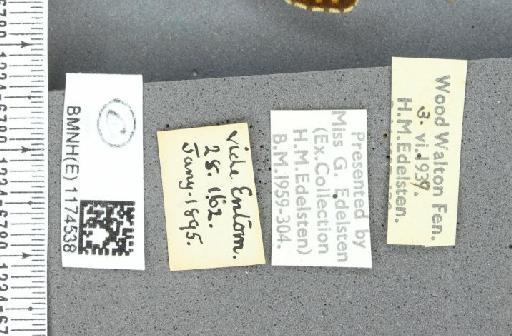 BMNH(E)1174538
Vide Entom.
28. 162.
Jany. 1895.
Presented by
Miss G. Edelsten
(Ex. Collection
H.M.Edelsten)
B.M.1959-304.
Wood Walton Fen.
3. vi.1939.
H.M.Edelsten.